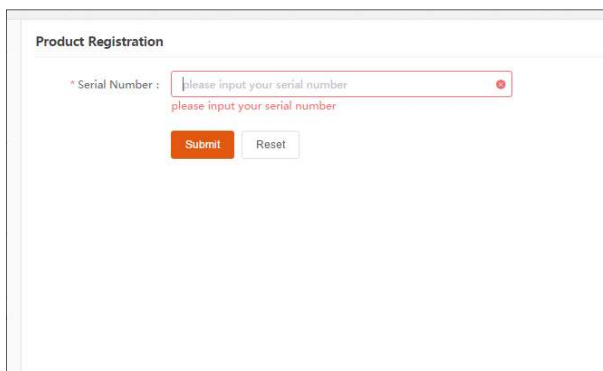 Product Registration
* Serial Number :
please input your serial number
please input your serial number
Submit
Reset